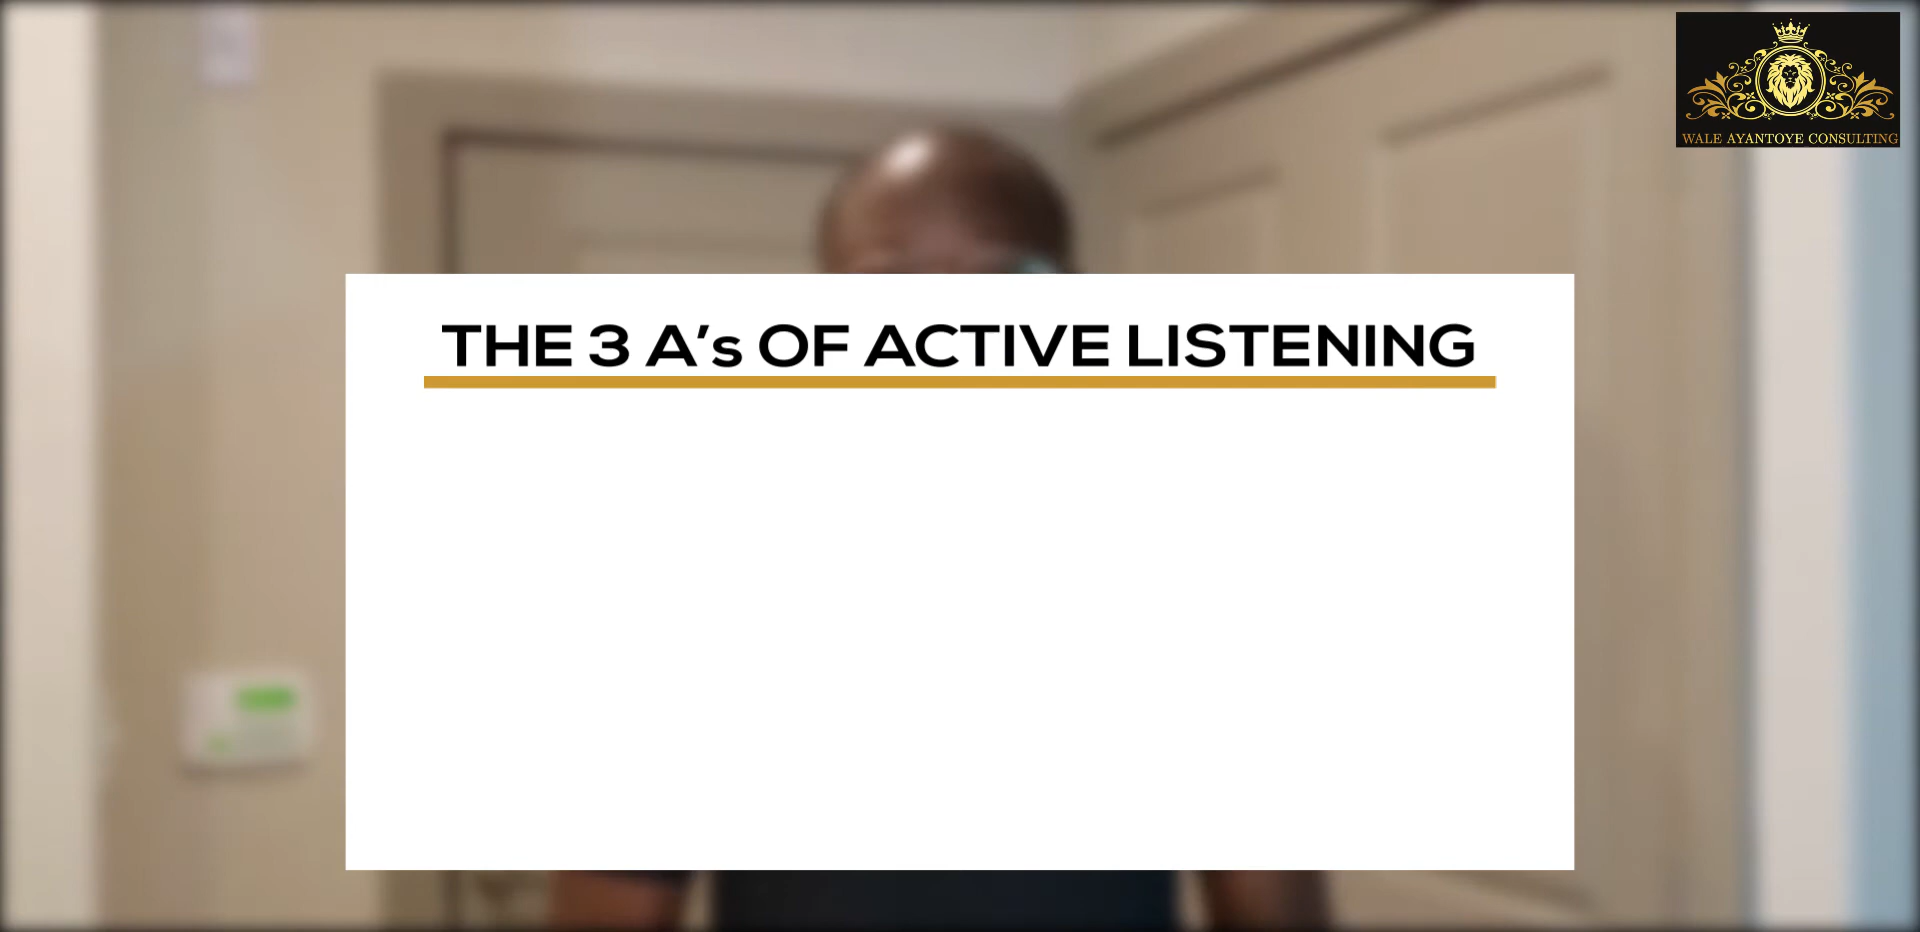 WALE AYANTOYE CONSULTING
THE 3 A's OF ACTIVE LISTENING